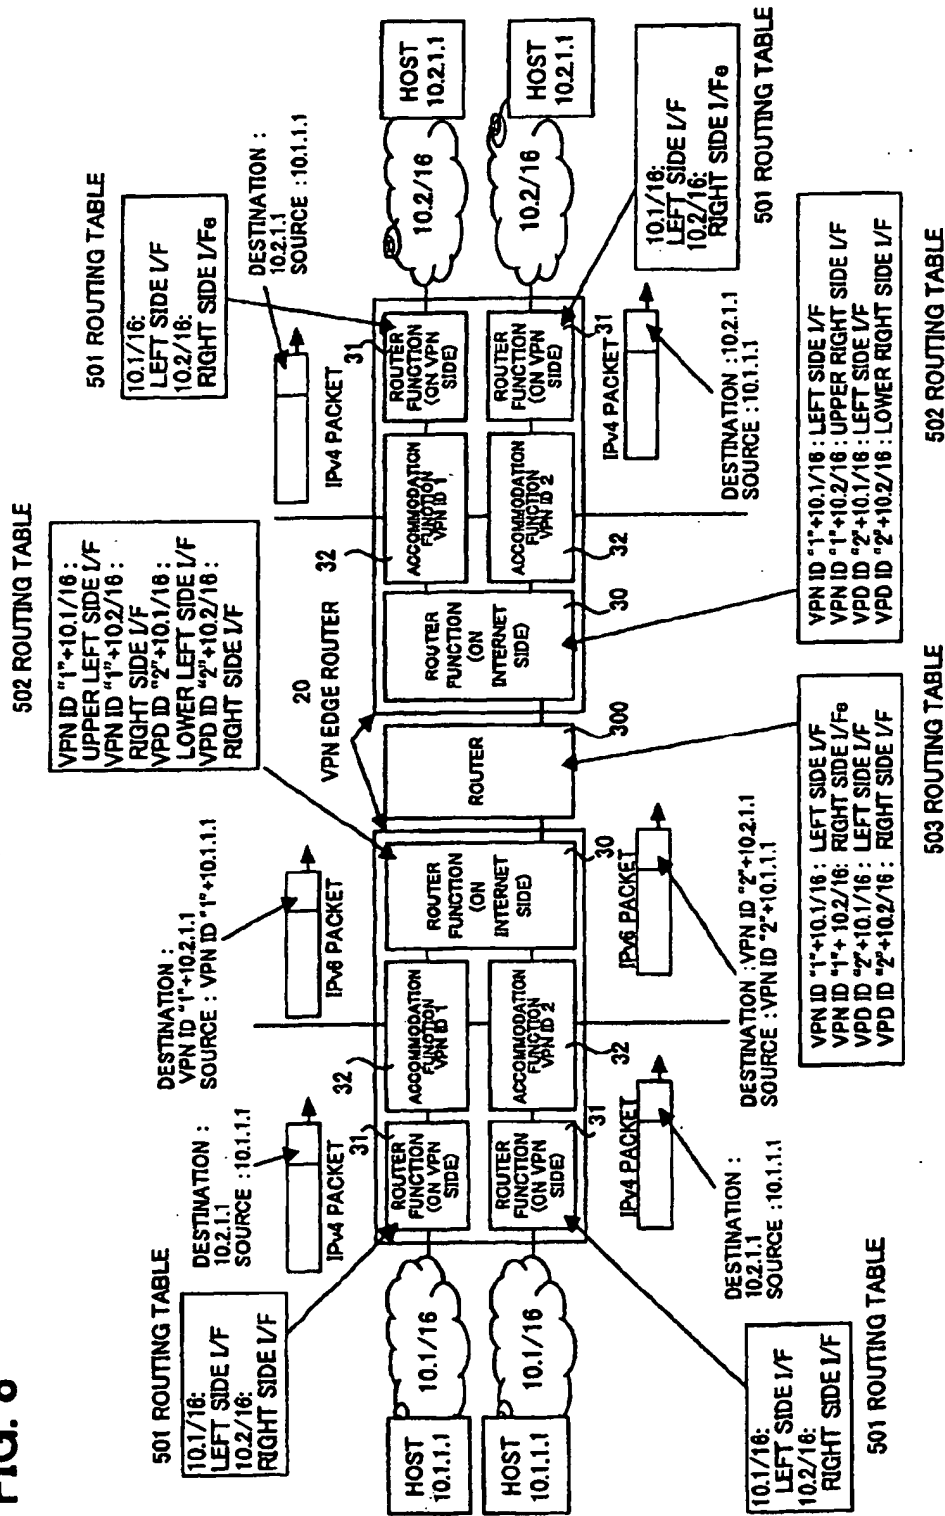 FIG. 8
501 ROUTING TABLE
10.1/16:
LEFT SIDE I/F
10.2/16:
RIGHT SIDE I/F
DESTINATION :
10.2.1.1
SOURCE :10.1.1.1
IPv4 PACKET
DESTINATION :
VPN ID "1"+10.2.1.1
SOURCE : VPN ID "1"+10.1.1.1
IPv6 PACKET
502 ROUTING TABLE
VPN ID "1"+10.1/16 :
UPPER LEFT SIDE I/F
VPN ID "1"+10.2/16 :
RIGHT SIDE I/F
VPD ID "2"+10.1/16 :
LOWER LEFT SIDE I/F
VPD ID "2"+10.2/16 :
RIGHT SIDE I/F
20
VPN EDGE ROUTER
501 ROUTING TABLE
10.1/16:
LEFT SIDE I/F
10.2/16:
RIGHT SIDE I/Fe
DESTINATION :
10.2.1.1
SOURCE :10.1.1.1
IPv4 PACKET
HOST
10.1.1.1
10.1/16
31
ROUTER
FUNCTION
(ON VPN
SIDE)
32
ACCOMMODATION
FUNCTION
VPN ID 1
ROUTER
FUNCTION
(ON
INTERNET
SIDE)
30
ROUTER
300
ROUTER
FUNCTION
(ON
INTERNET
SIDE)
30
32
ACCOMMODATION
FUNCTION
VPN ID 1
31
ROUTER
FUNCTION
(ON VPN
SIDE)
10.2/16
HOST
10.2.1.1
HOST
10.1.1.1
10.1/16
ROUTER
FUNCTION
(ON VPN
SIDE)
31
ACCOMMODATION
FUNCTION
VPN ID 2
32
ACCOMMODATION
FUNCTION
VPN ID 2
32
ROUTER
FUNCTION
(ON VPN
SIDE)
31
10.2/16
HOST
10.2.1.1
10.1/16:
LEFT SIDE I/F
10.2/16:
RIGHT SIDE I/F
501 ROUTING TABLE
IPv4 PACKET
DESTINATION :
10.2.1.1
SOURCE :10.1.1.1
IPv6 PACKET
DESTINATION :VPN ID "2"+10.2.1.1
SOURCE :VPN ID "2"+10.1.1.1
VPN ID "1"+10.1/16 : LEFT SIDE I/F
VPN ID "1"+ 10.2/16: RIGHT SIDE I/Fe
VPD ID "2"+10.1/16 : LEFT SIDE I/F
VPD ID "2"+10.2/16 : RIGHT SIDE I/F
503 ROUTING TABLE
IPv4 PACKET
DESTINATION :10.2.1.1
SOURCE :10.1.1.1
VPN ID "1"+10.1/16 : LEFT SIDE I/F
VPN ID "1"+10.2/16 : UPPER RIGHT SIDE I/F
VPD ID "2"+10.1/16 : LEFT SIDE I/F
VPD ID "2"+10.2/16 : LOWER RIGHT SIDE I/F
502 ROUTING TABLE
10.1/16:
LEFT SIDE I/F
10.2/16:
RIGHT SIDE I/Fe
501 ROUTING TABLE